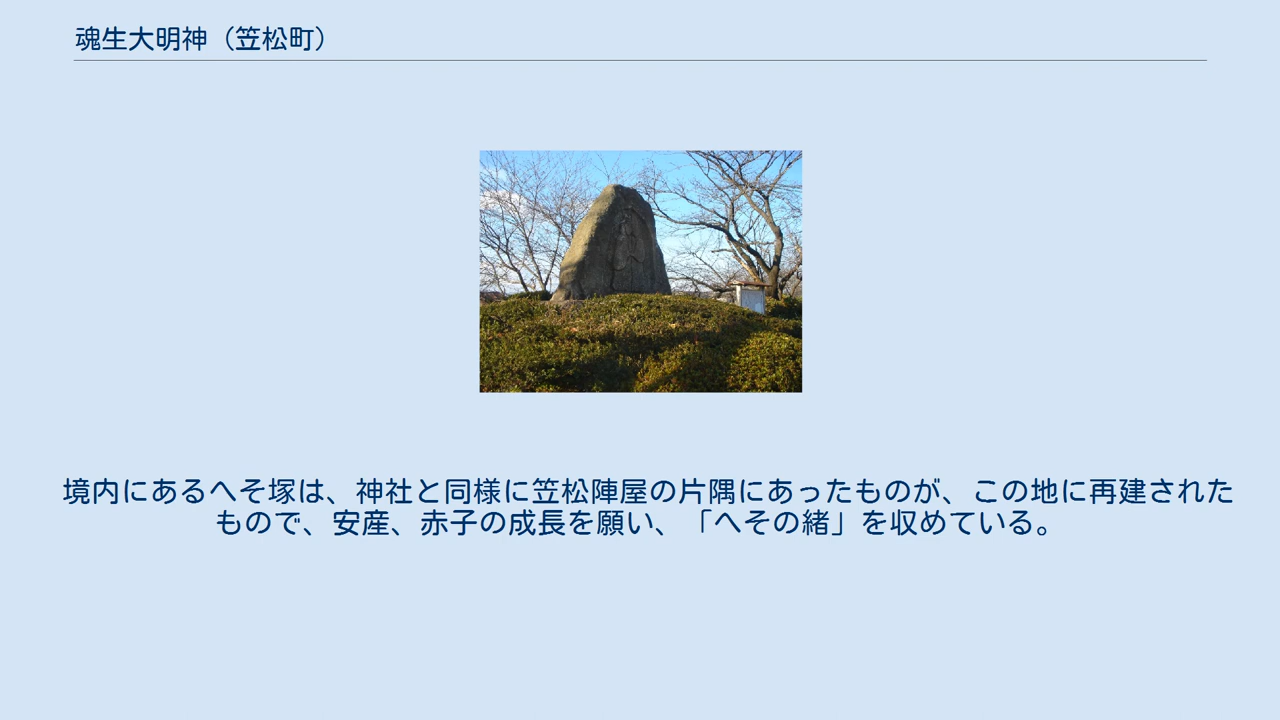 魂生大明神（笠松町）
境内にあるへそ塚は、神社と同様に笠松陣屋の片隅にあったものが、この地に再建された
もので、安産、赤子の成長を願い、「へその緒」を収めている。